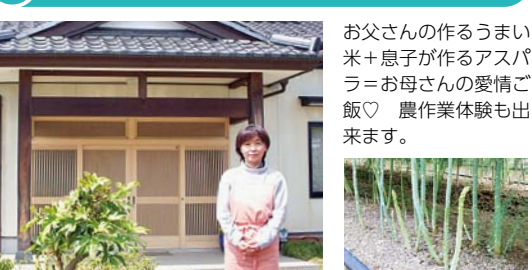 お父さんの作るうまい
米＋息子が作るアスパ
ラ＝お母さんの愛情ご
飯♡　農作業体験も出
来ます。